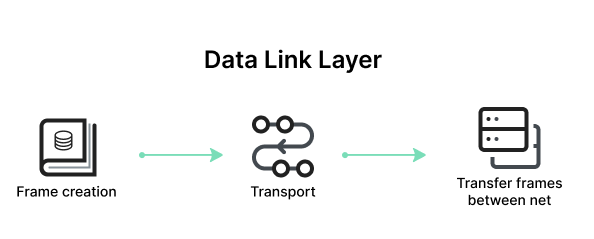 Data Link Layer
Frame creation
Transport
Transfer frames
between net